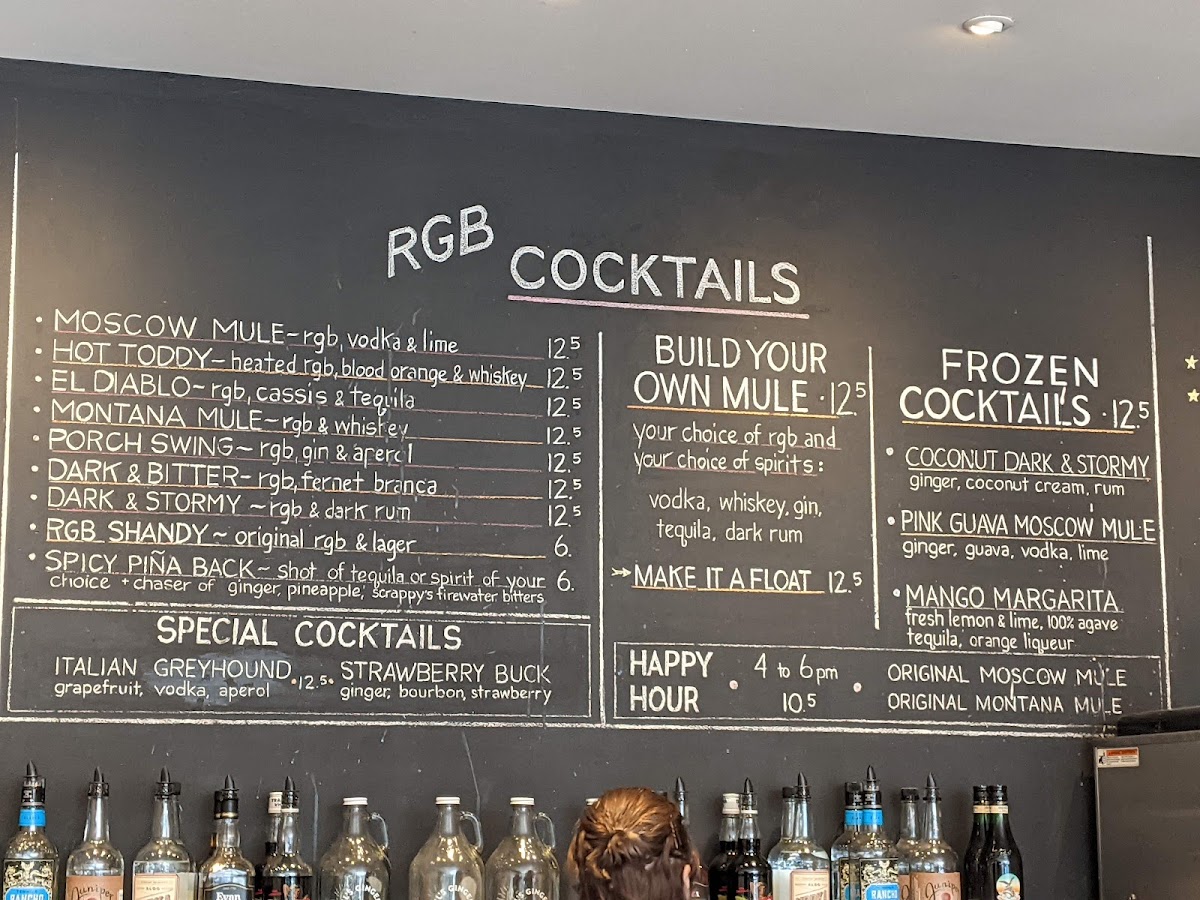 RGB COCKTAILS
• MOSCOW MULE~rgb, vodka & lime 12.5
• HOT TODDY~heated rgb, blood orange & whiskey 12.5
• EL DIABLO~rgb, cassis & tequila 12.5
• MONTANA MULE~rgb & whiskey 12.5
• PORCH SWING~rgb, gin & aperol 12.5
• DARK & BITTER~rgb, fernet branca 12.5
• DARK & STORMY ~rgb & dark rum 12.5
• RGB SHANDY~ original rgb & lager 6.
• SPICY PIÑA BACK~ shot of tequila or spirit of your 6.
choice + chaser of ginger, pineapple, scrappy's firewater bitters
SPECIAL COCKTAILS
ITALIAN GREYHOUND •12.5• STRAWBERRY BUCK
grapefruit, vodka, aperol ginger, bourbon, strawberry
BUILD YOUR
OWN MULE •12.5
your choice of rgb and
your choice of spirits:
vodka, whiskey, gin,
tequila, dark rum
→MAKE IT A FLOAT 12.5
FROZEN
COCKTAILS •12.5
• COCONUT DARK & STORMY
ginger, coconut cream, rum
• PINK GUAVA MOSCOW MULE
ginger, guava, vodka, lime
• MANGO MARGARITA
fresh lemon & lime, 100% agave
tequila, orange liqueur
HAPPY HOUR • 4 to 6pm 10.5 •
ORIGINAL MOSCOW MULE
ORIGINAL MONTANA MULE
Juniper
RANCHO
Juniper